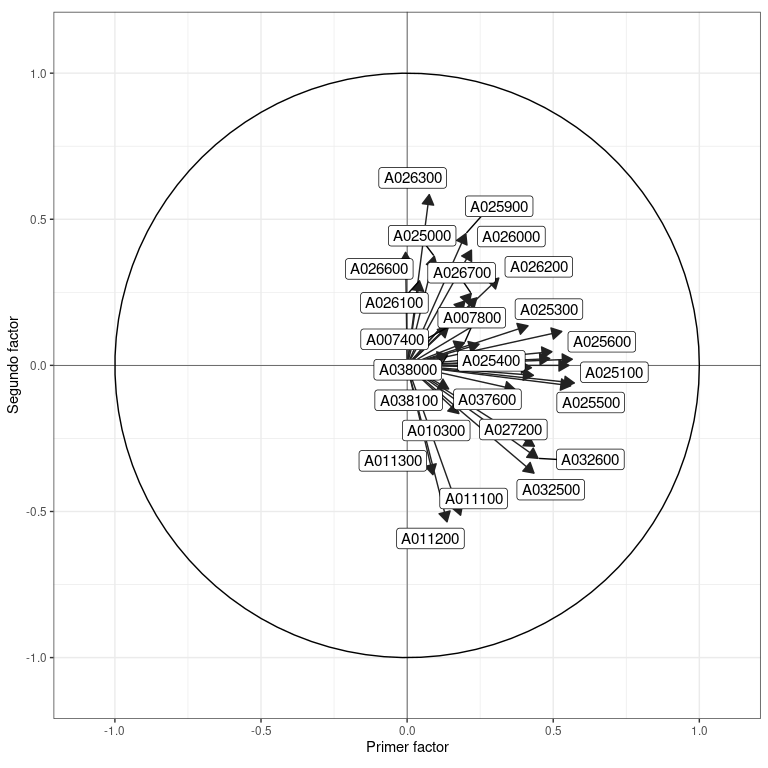 1.0
0.5
0.0
-0.5
-1.0
Segundo factor
A026300
A025900
A025000
A026000
A026600
A026700
A026200
A026100
A025300
A007800
A007400
A025600
A025400
A038000
A025100
A038100
A037600
A025500
A010300
A027200
A011300
A032600
A011100
A032500
A011200
-1.0
-0.5
0.0
0.5
1.0
Primer factor